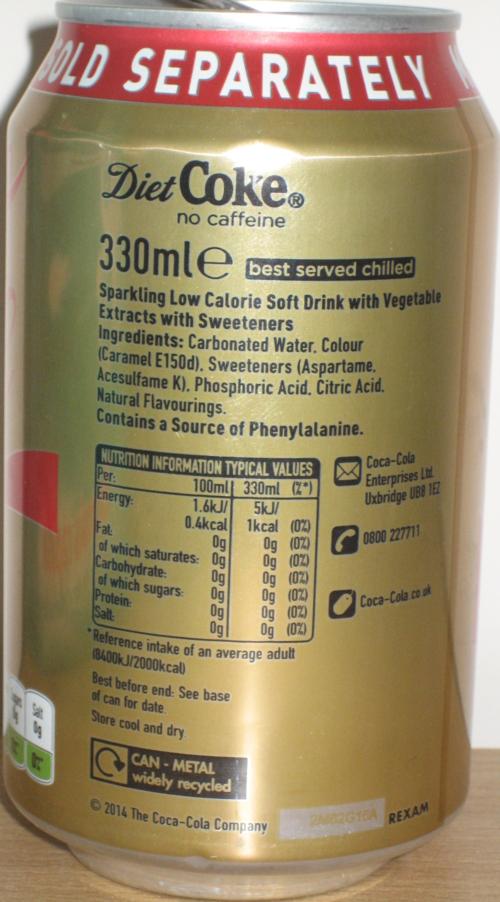 SOLD SEPARATELY
Diet Coke®
no caffeine
330ml℮ best served chilled
Sparkling Low Calorie Soft Drink with Vegetable
Extracts with Sweeteners
Ingredients: Carbonated Water, Colour
(Caramel E150d), Sweeteners (Aspartame,
Acesulfame K), Phosphoric Acid, Citric Acid,
Natural Flavourings.
Contains a Source of Phenylalanine.
NUTRITION INFORMATION TYPICAL VALUES
Per: 100ml 330ml (%*)
Energy: 1.6kJ/ 5kJ/
0.4kcal 1kcal (0%)
Fat: 0g 0g (0%)
of which saturates: 0g 0g (0%)
Carbohydrate: 0g 0g (0%)
of which sugars: 0g 0g (0%)
Protein: 0g 0g (0%)
Salt: 0g 0g (0%)
*Reference intake of an average adult
(8400kJ/2000kcal)
Coca-Cola
Enterprises Ltd.
Uxbridge UB8 1EZ
0800 227711
Coca-Cola.co.uk
Best before end: See base
of can for date.
Store cool and dry.
Salt
0g
0%
CAN - METAL
widely recycled
© 2014 The Coca-Cola Company
REXAM